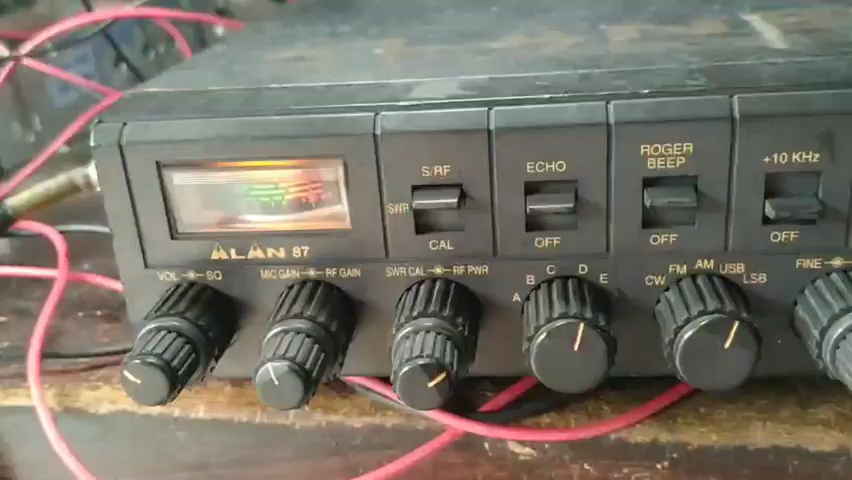 S/RF
SWR
CAL
ECHO
OFF
ROGER
BEEP
OFF
+10 KHz
OFF
ALAN 87
VOL SQ
MIC GAIN RF GAIN
SWR CAL RF PWR
A B C D E
CW FM AM USB LSB
FINE